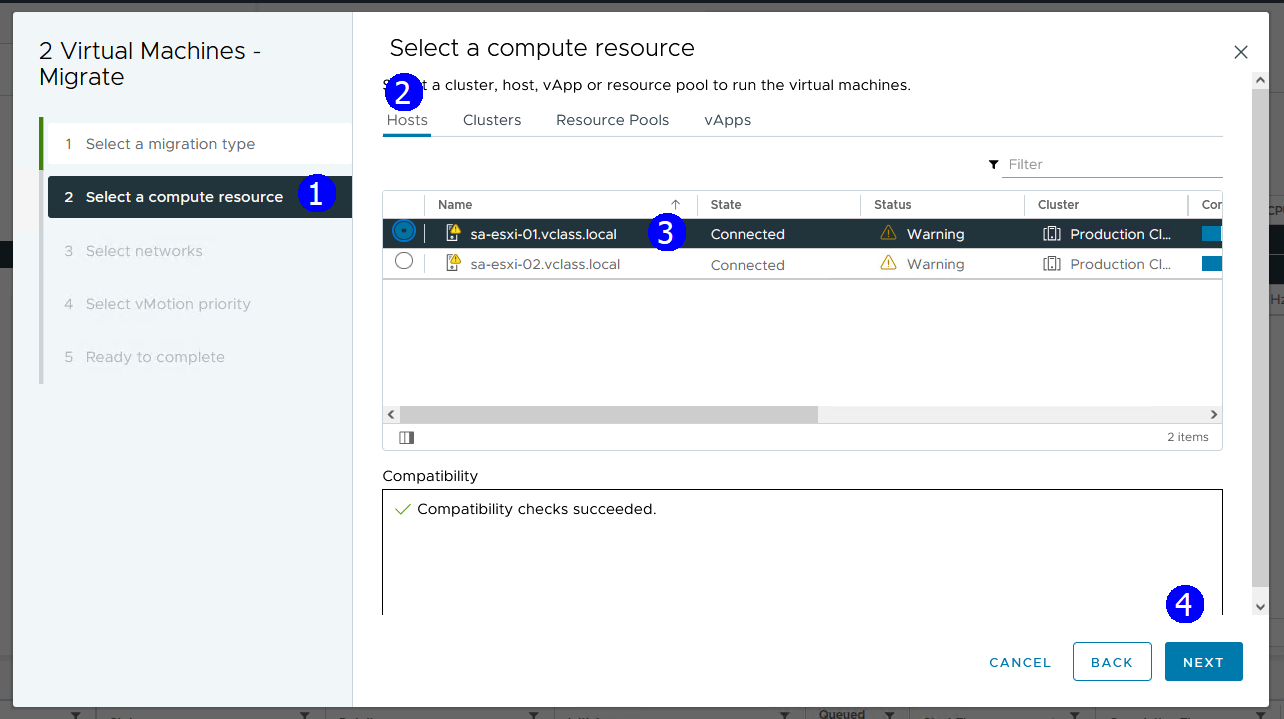 2 Virtual Machines -
Migrate
1 Select a migration type
2 Select a compute resource 1
3 Select networks
4 Select vMotion priority
5 Ready to complete
Select a compute resource
a cluster, host, vApp or resource pool to run the virtual machines.
2
Hosts Clusters Resource Pools vApps
Filter
Name State Status Cluster
sa-esxi-01.vclass.local 3 Connected Warning Production Cl...
sa-esxi-02.vclass.local Connected Warning Production Cl...
2 items
Compatibility
Compatibility checks succeeded.
4
CANCEL BACK NEXT
Queued